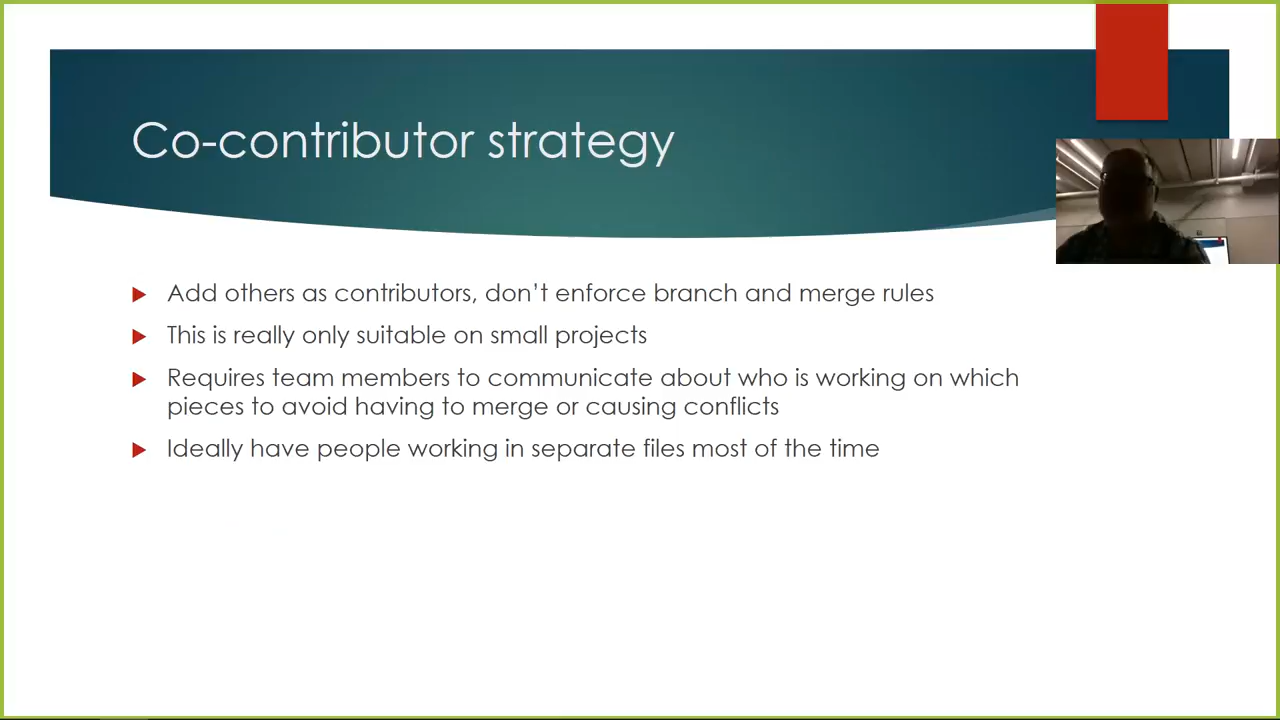 Co-contributor strategy
Add others as contributors, don’t enforce branch and merge rules
This is really only suitable on small projects
Requires team members to communicate about who is working on which
pieces to avoid having to merge or causing conflicts
Ideally have people working in separate files most of the time